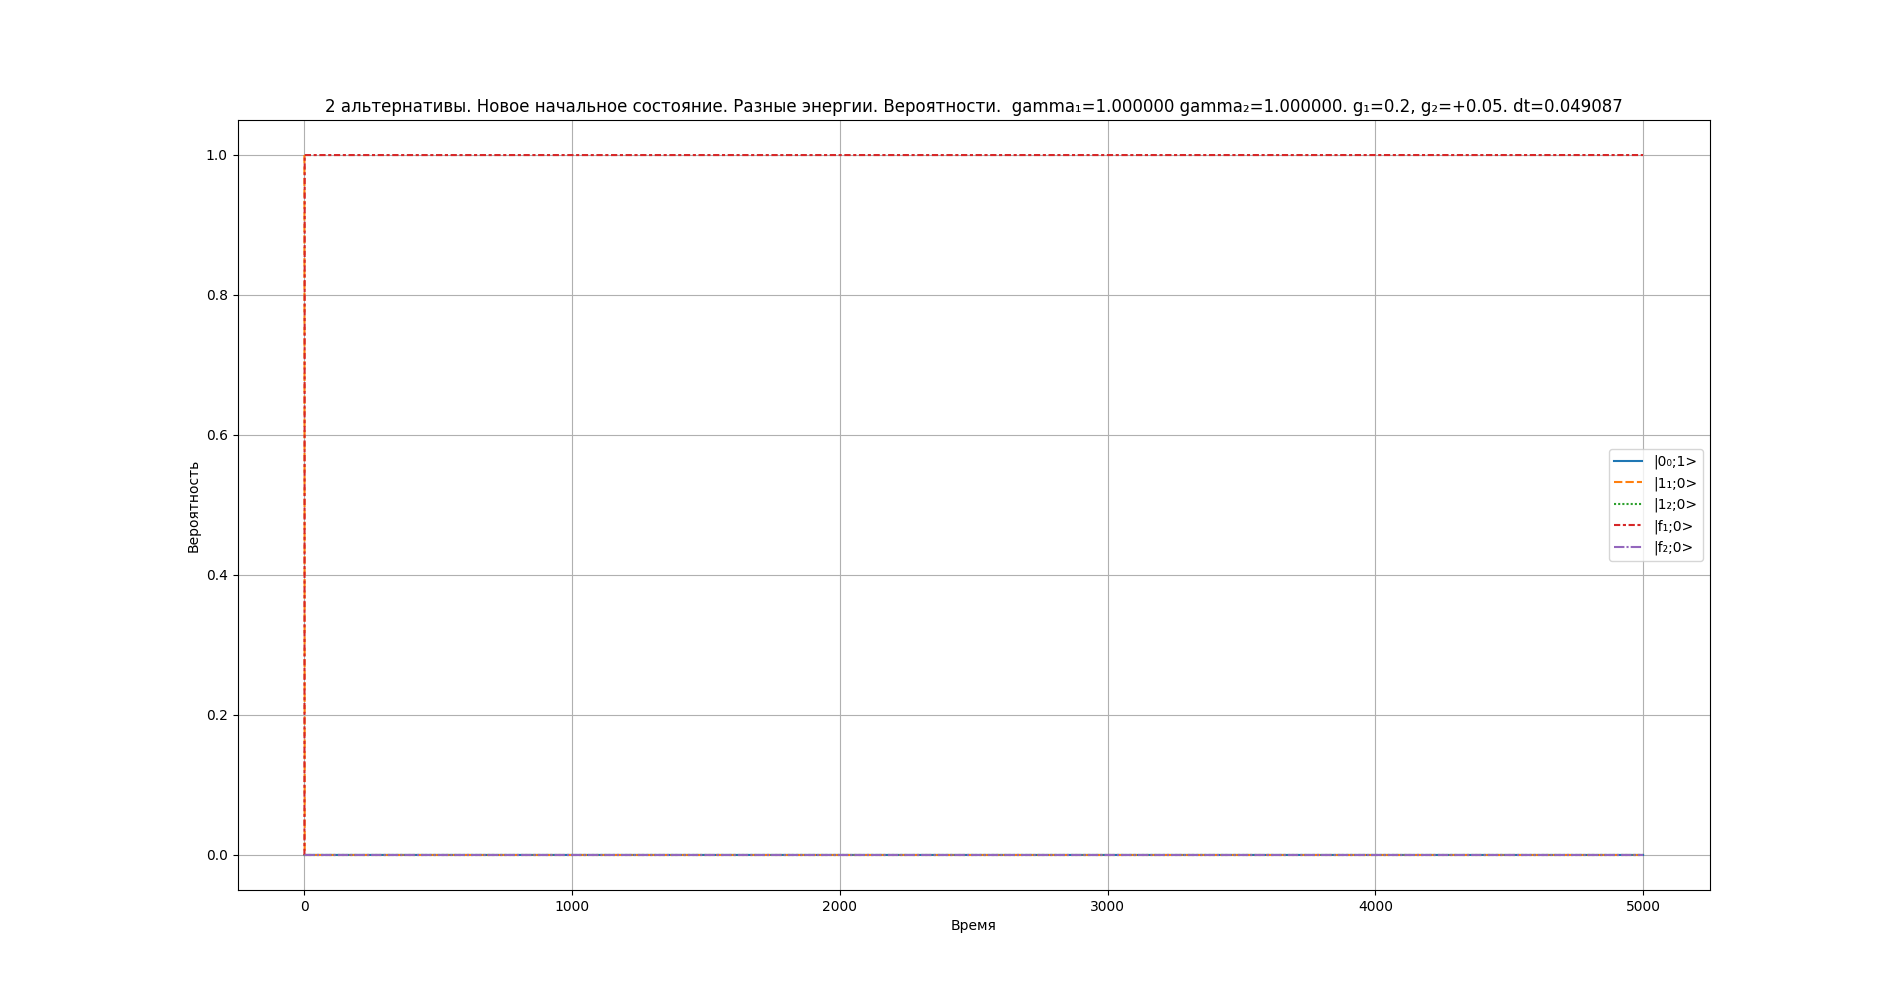 2 альтернативы. Новое начальное состояние. Разные энергии. Вероятности.  gamma₁=1.000000 gamma₂=1.000000. g₁=0.2, g₂=+0.05. dt=0.049087
1.0
0.8
0.6
0.4
0.2
0.0
Вероятность
|0₀;1>
|1₁;0>
|1₂;0>
|f₁;0>
|f₂;0>
0 1000 2000 3000 4000 5000
Время